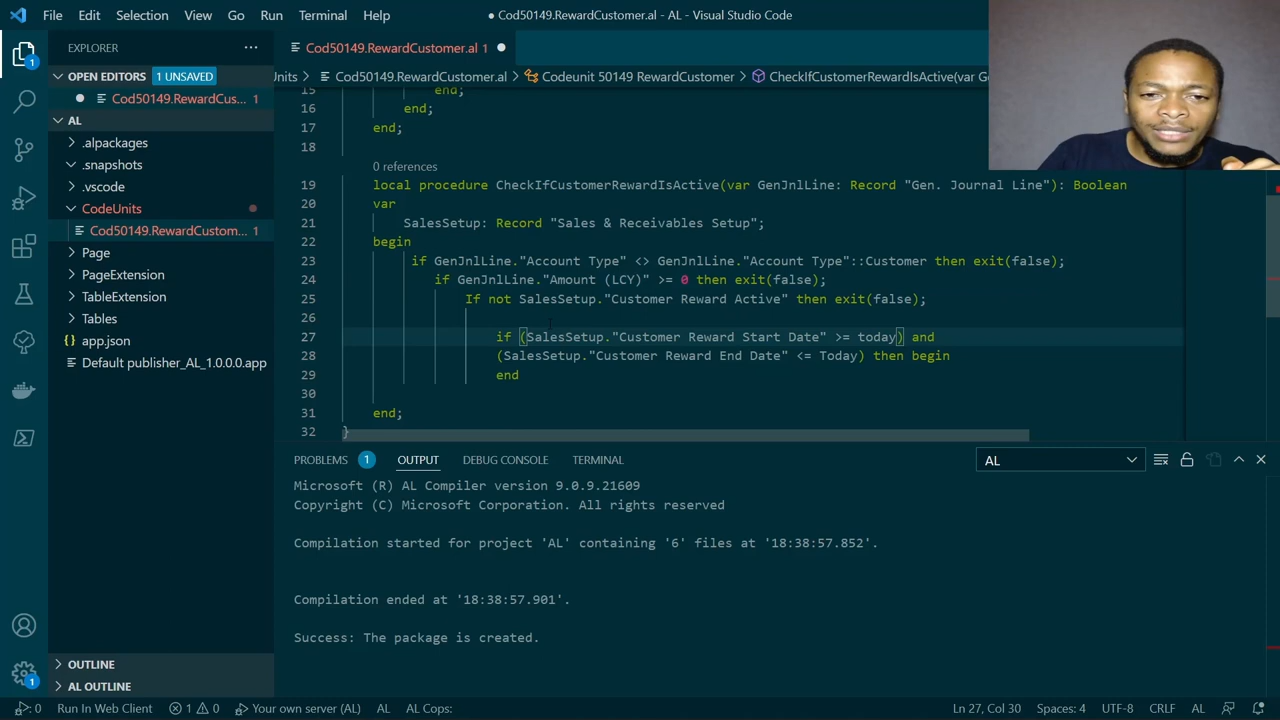 File Edit Selection View Go Run Terminal Help
● Cod50149.RewardCustomer.al - AL - Visual Studio Code
EXPLORER ···
Cod50149.RewardCustomer.al 1 ●
OPEN EDITORS 1 UNSAVED
Units > Cod50149.RewardCustomer.al > Codeunit 50149 RewardCustomer > CheckIfCustomerRewardIsActive(var Ge
● Cod50149.RewardCus... 1
AL
.alpackages
.snapshots
.vscode
CodeUnits
Cod50149.RewardCustom... 1
Page
PageExtension
TableExtension
Tables
app.json
Default publisher_AL_1.0.0.0.app
15 end;
16 end;
17 end;
18
0 references
19 local procedure CheckIfCustomerRewardIsActive(var GenJnlLine: Record "Gen. Journal Line"): Boolean
20 var
21 SalesSetup: Record "Sales & Receivables Setup";
22 begin
23 if GenJnlLine."Account Type" <> GenJnlLine."Account Type"::Customer then exit(false);
24 if GenJnlLine."Amount (LCY)" >= 0 then exit(false);
25 If not SalesSetup."Customer Reward Active" then exit(false);
26
27 if (SalesSetup."Customer Reward Start Date" >= today) and
28 (SalesSetup."Customer Reward End Date" <= Today) then begin
29 end
30
31 end;
32 }
PROBLEMS 1 OUTPUT DEBUG CONSOLE TERMINAL AL
Microsoft (R) AL Compiler version 9.0.9.21609
Copyright (C) Microsoft Corporation. All rights reserved
Compilation started for project 'AL' containing '6' files at '18:38:57.852'.
Compilation ended at '18:38:57.901'.
Success: The package is created.
OUTLINE
AL OUTLINE
1
1
: 0 Run In Web Client 1 0 Your own server (AL) AL AL Cops: Ln 27, Col 30 Spaces: 4 UTF-8 CRLF AL